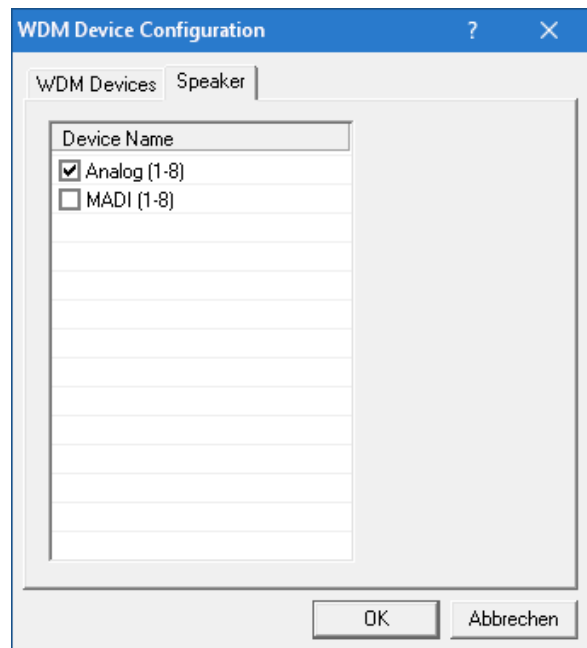 WDM Device Configuration ?
WDM Devices Speaker
Device Name
Analog (1-8)
MADI (1-8)
OK Abbrechen